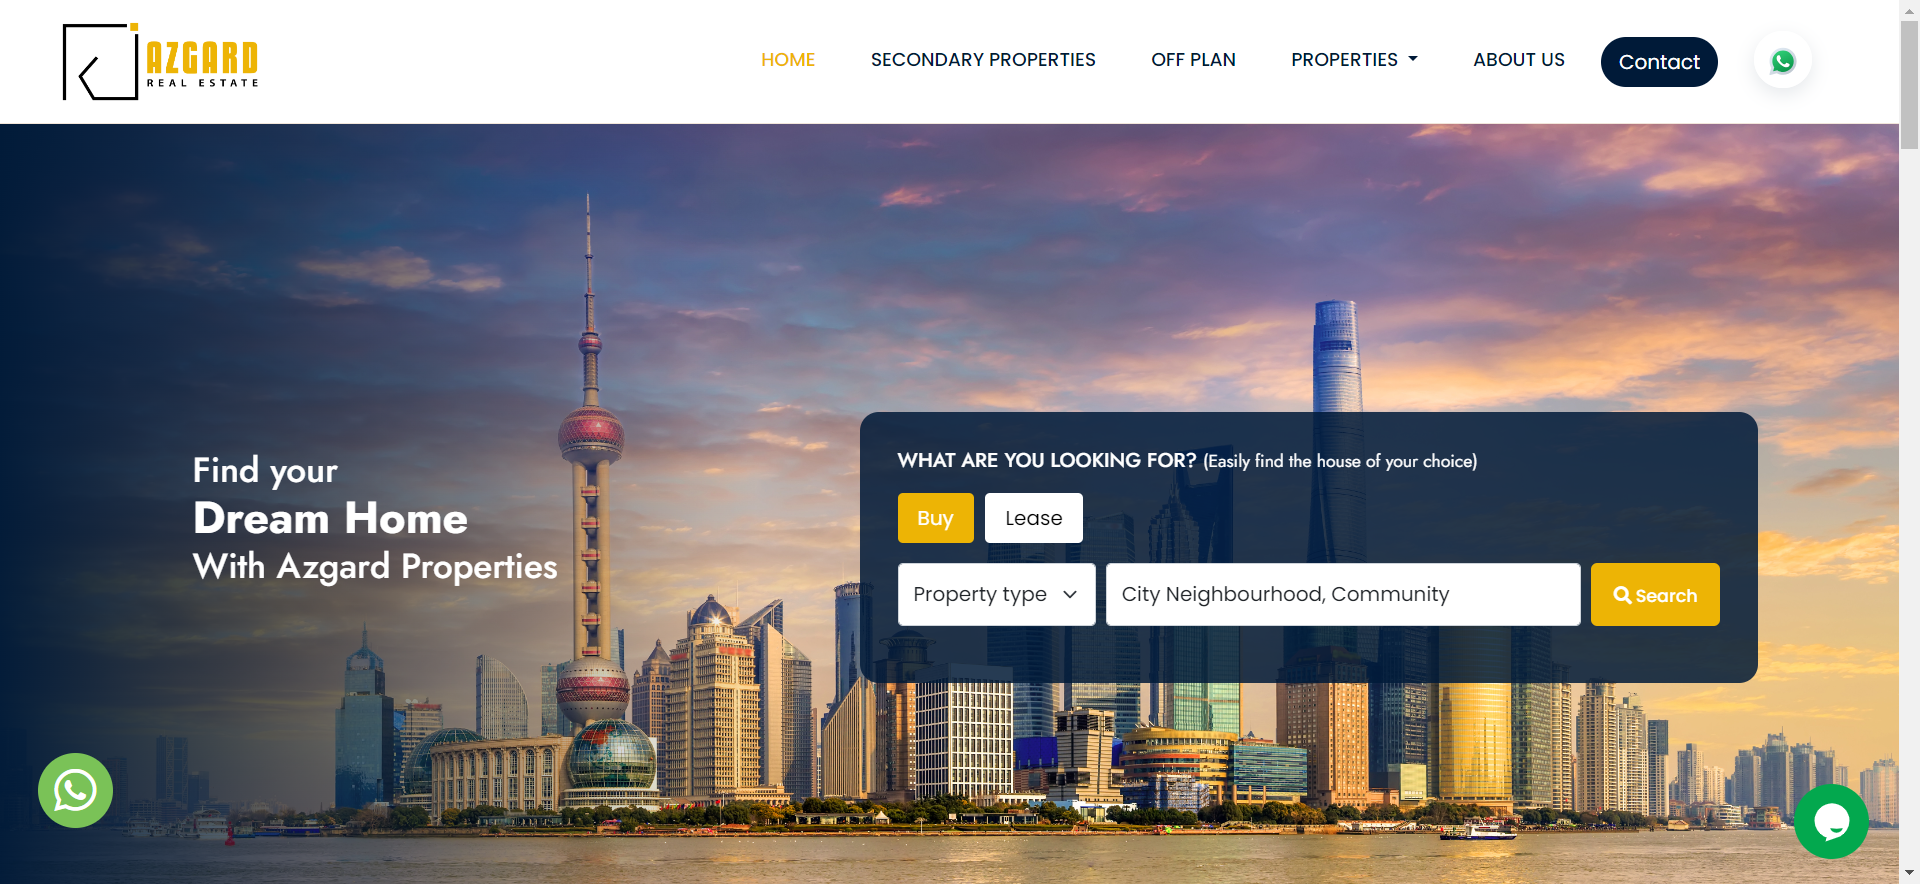 AZGARD
REAL ESTATE
HOME
SECONDARY PROPERTIES
OFF PLAN
PROPERTIES
ABOUT US
Contact
Find your
Dream Home
With Azgard Properties
WHAT ARE YOU LOOKING FOR? (Easily find the house of your choice)
Buy
Lease
Property type
City Neighbourhood, Community
Search